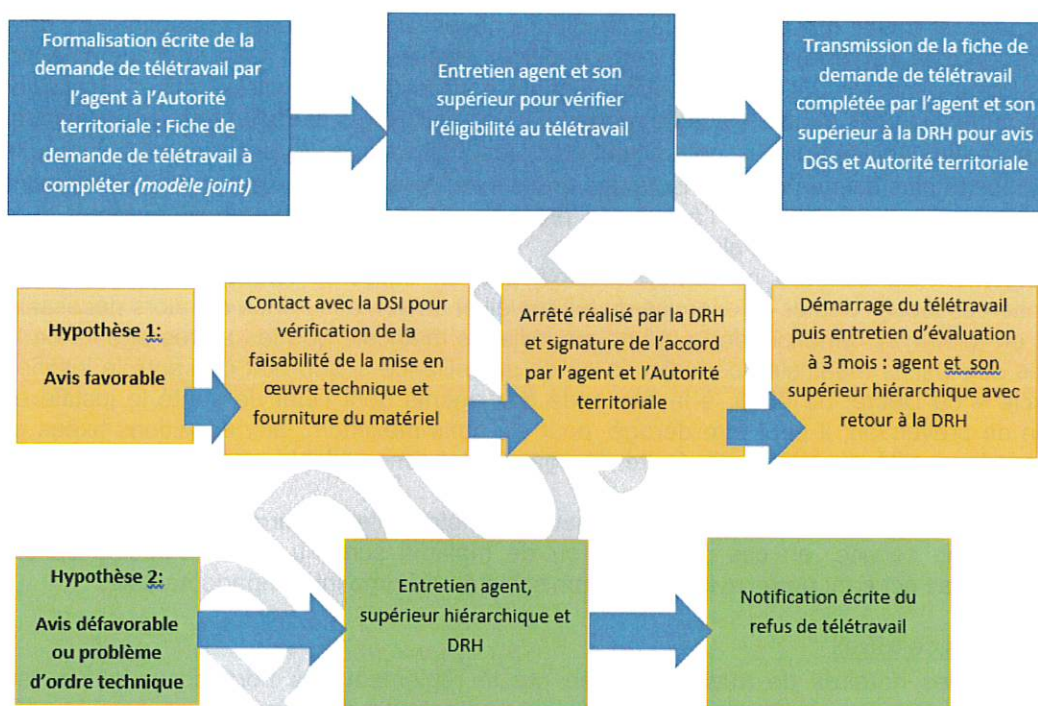 Formalisation écrite de la
demande de télétravail par
l'agent à l'Autorité
territoriale : Fiche de
demande de télétravail à
compléter (modèle joint)
Entretien agent et son
supérieur pour vérifier
l'éligibilité au télétravail
Transmission de la fiche de
demande de télétravail
complétée par l'agent et son
supérieur à la DRH pour avis
DGS et Autorité territoriale
Hypothèse 1:
Avis favorable
Contact avec la DSI pour
vérification de la
faisabilité de la mise en
œuvre technique et
fourniture du matériel
Arrêté réalisé par la DRH
et signature de l'accord
par l'agent et l'Autorité
territoriale
Démarrage du télétravail
puis entretien d'évaluation
à 3 mois : agent et son
supérieur hiérarchique avec
retour à la DRH
Hypothèse 2:
Avis défavorable
ou problème
d'ordre technique
Entretien agent,
supérieur hiérarchique et
DRH
Notification écrite du
refus de télétravail
PROJET